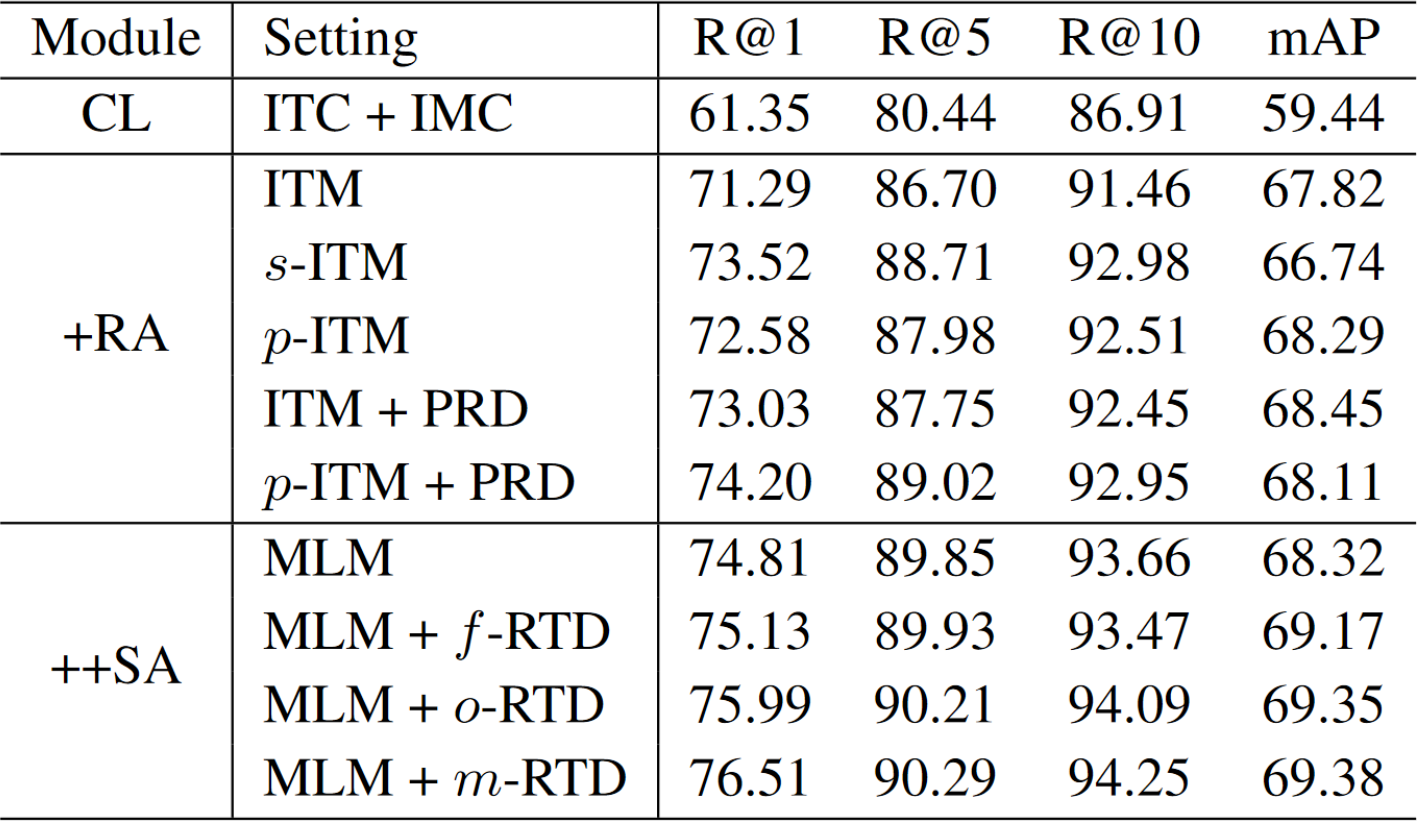 Module Setting R@1 R@5 R@10 mAP
CL ITC + IMC 61.35 80.44 86.91 59.44
ITM 71.29 86.70 91.46 67.82
s-ITM 73.52 88.71 92.98 66.74
+RA p-ITM 72.58 87.98 92.51 68.29
ITM + PRD 73.03 87.75 92.45 68.45
p-ITM + PRD 74.20 89.02 92.95 68.11
MLM 74.81 89.85 93.66 68.32
MLM + f-RTD 75.13 89.93 93.47 69.17
++SA MLM + o-RTD 75.99 90.21 94.09 69.35
MLM + m-RTD 76.51 90.29 94.25 69.38